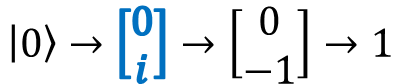 |0⟩ → [0 i] → [0 −1] → 1